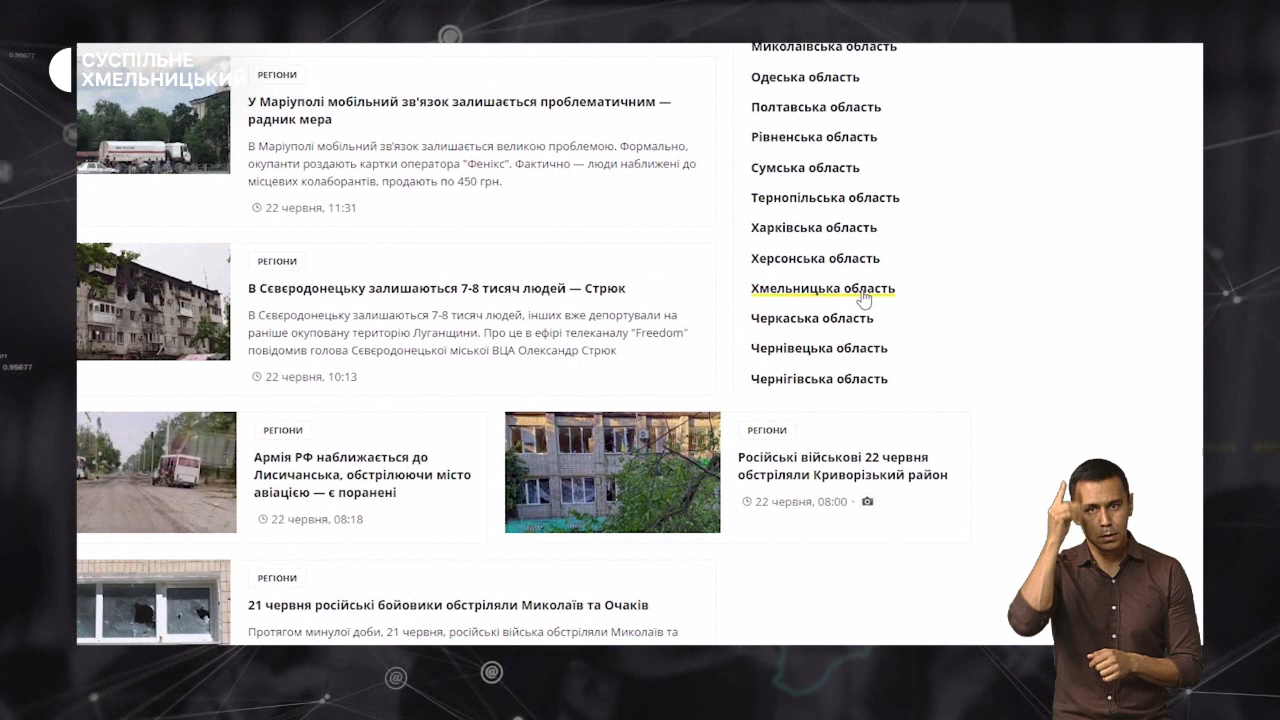 СУСПІЛЬНЕ
ХМЕЛЬНИЦЬКИЙ
РЕГІОНИ
У Маріуполі мобільний зв'язок залишається проблематичним —
радник мера
В Маріуполі мобільний зв'язок залишається великою проблемою. Формально,
окупанти роздають картки оператора "Фенікс". Фактично — люди наближені до
місцевих колаборантів, продають по 450 грн.
22 червня, 11:31
РЕГІОНИ
В Сєвєродонецьку залишаються 7-8 тисяч людей — Стрюк
В Сєвєродонецьку залишаються 7-8 тисяч людей, інших вже депортували на
раніше окуповану територію Луганщини. Про це в ефірі телеканалу "Freedom"
повідомив голова Сєвєродонецької міської ВЦА Олександр Стрюк
22 червня, 10:13
Миколаївська область
Одеська область
Полтавська область
Рівненська область
Сумська область
Тернопільська область
Харківська область
Херсонська область
Хмельницька область
Черкаська область
Чернівецька область
Чернігівська область
РЕГІОНИ
Армія РФ наближається до
Лисичанська, обстрілюючи місто
авіацією — є поранені
22 червня, 08:18
РЕГІОНИ
Російські військові 22 червня
обстріляли Криворізький район
22 червня, 08:00
РЕГІОНИ
21 червня російські бойовики обстріляли Миколаїв та Очаків
Протягом минулої доби, 21 червня, російські війська обстріляли Миколаїв та
0.95677